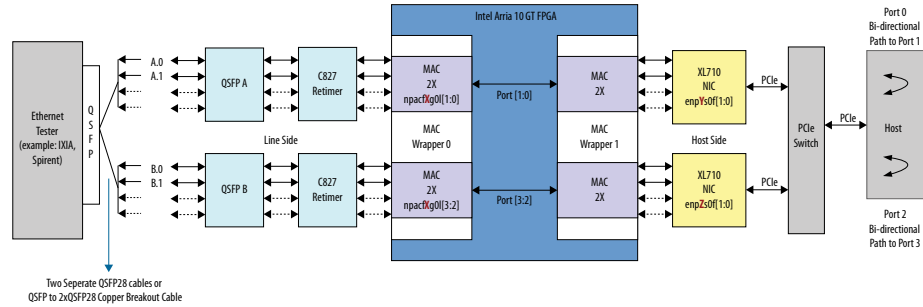 Intel Arria 10 GT FPGA
Port 0
Bi-directional
Path to Port 1
Ethernet
Tester
(example: IXIA,
Spirent)
Q
S
F
P
A.0
A.1
QSFP A
C827
Retimer
MAC
2X
npacfXg0l[1:0]
Port [1:0]
MAC
2X
XL710
NIC
enpYs0f[1:0]
PCIe
Line Side
MAC
Wrapper 0
MAC
Wrapper 1
Host Side
PCIe
Switch
PCIe
Host
B.0
B.1
QSFP B
C827
Retimer
MAC
2X
npacfXg0l[3:2]
Port [3:2]
MAC
2X
XL710
NIC
enpZs0f[1:0]
PCIe
Port 2
Bi-directional
Path to Port 3
Two Seperate QSFP28 cables or
QSFP to 2xQSFP28 Copper Breakout Cable